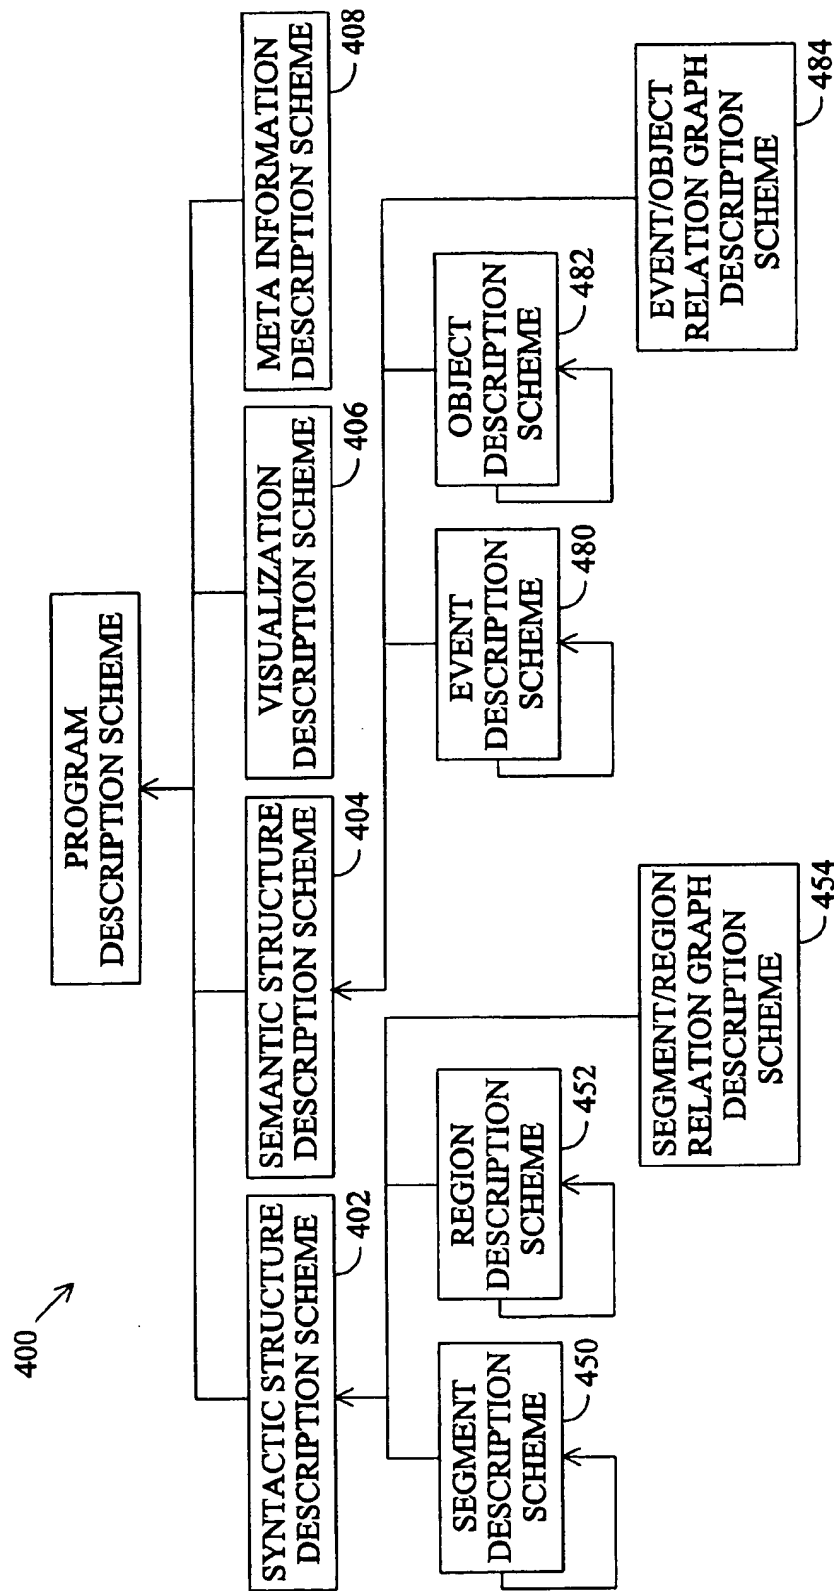 400
PROGRAM
DESCRIPTION SCHEME
SYNTACTIC STRUCTURE
DESCRIPTION SCHEME
402
SEMANTIC STRUCTURE
DESCRIPTION SCHEME
404
VISUALIZATION
DESCRIPTION SCHEME
406
META INFORMATION
DESCRIPTION SCHEME
408
SEGMENT
DESCRIPTION
SCHEME
450
REGION
DESCRIPTION
SCHEME
452
EVENT
DESCRIPTION
SCHEME
480
OBJECT
DESCRIPTION
SCHEME
482
SEGMENT/REGION
RELATION GRAPH
DESCRIPTION
SCHEME
454
EVENT/OBJECT
RELATION GRAPH
DESCRIPTION
SCHEME
484